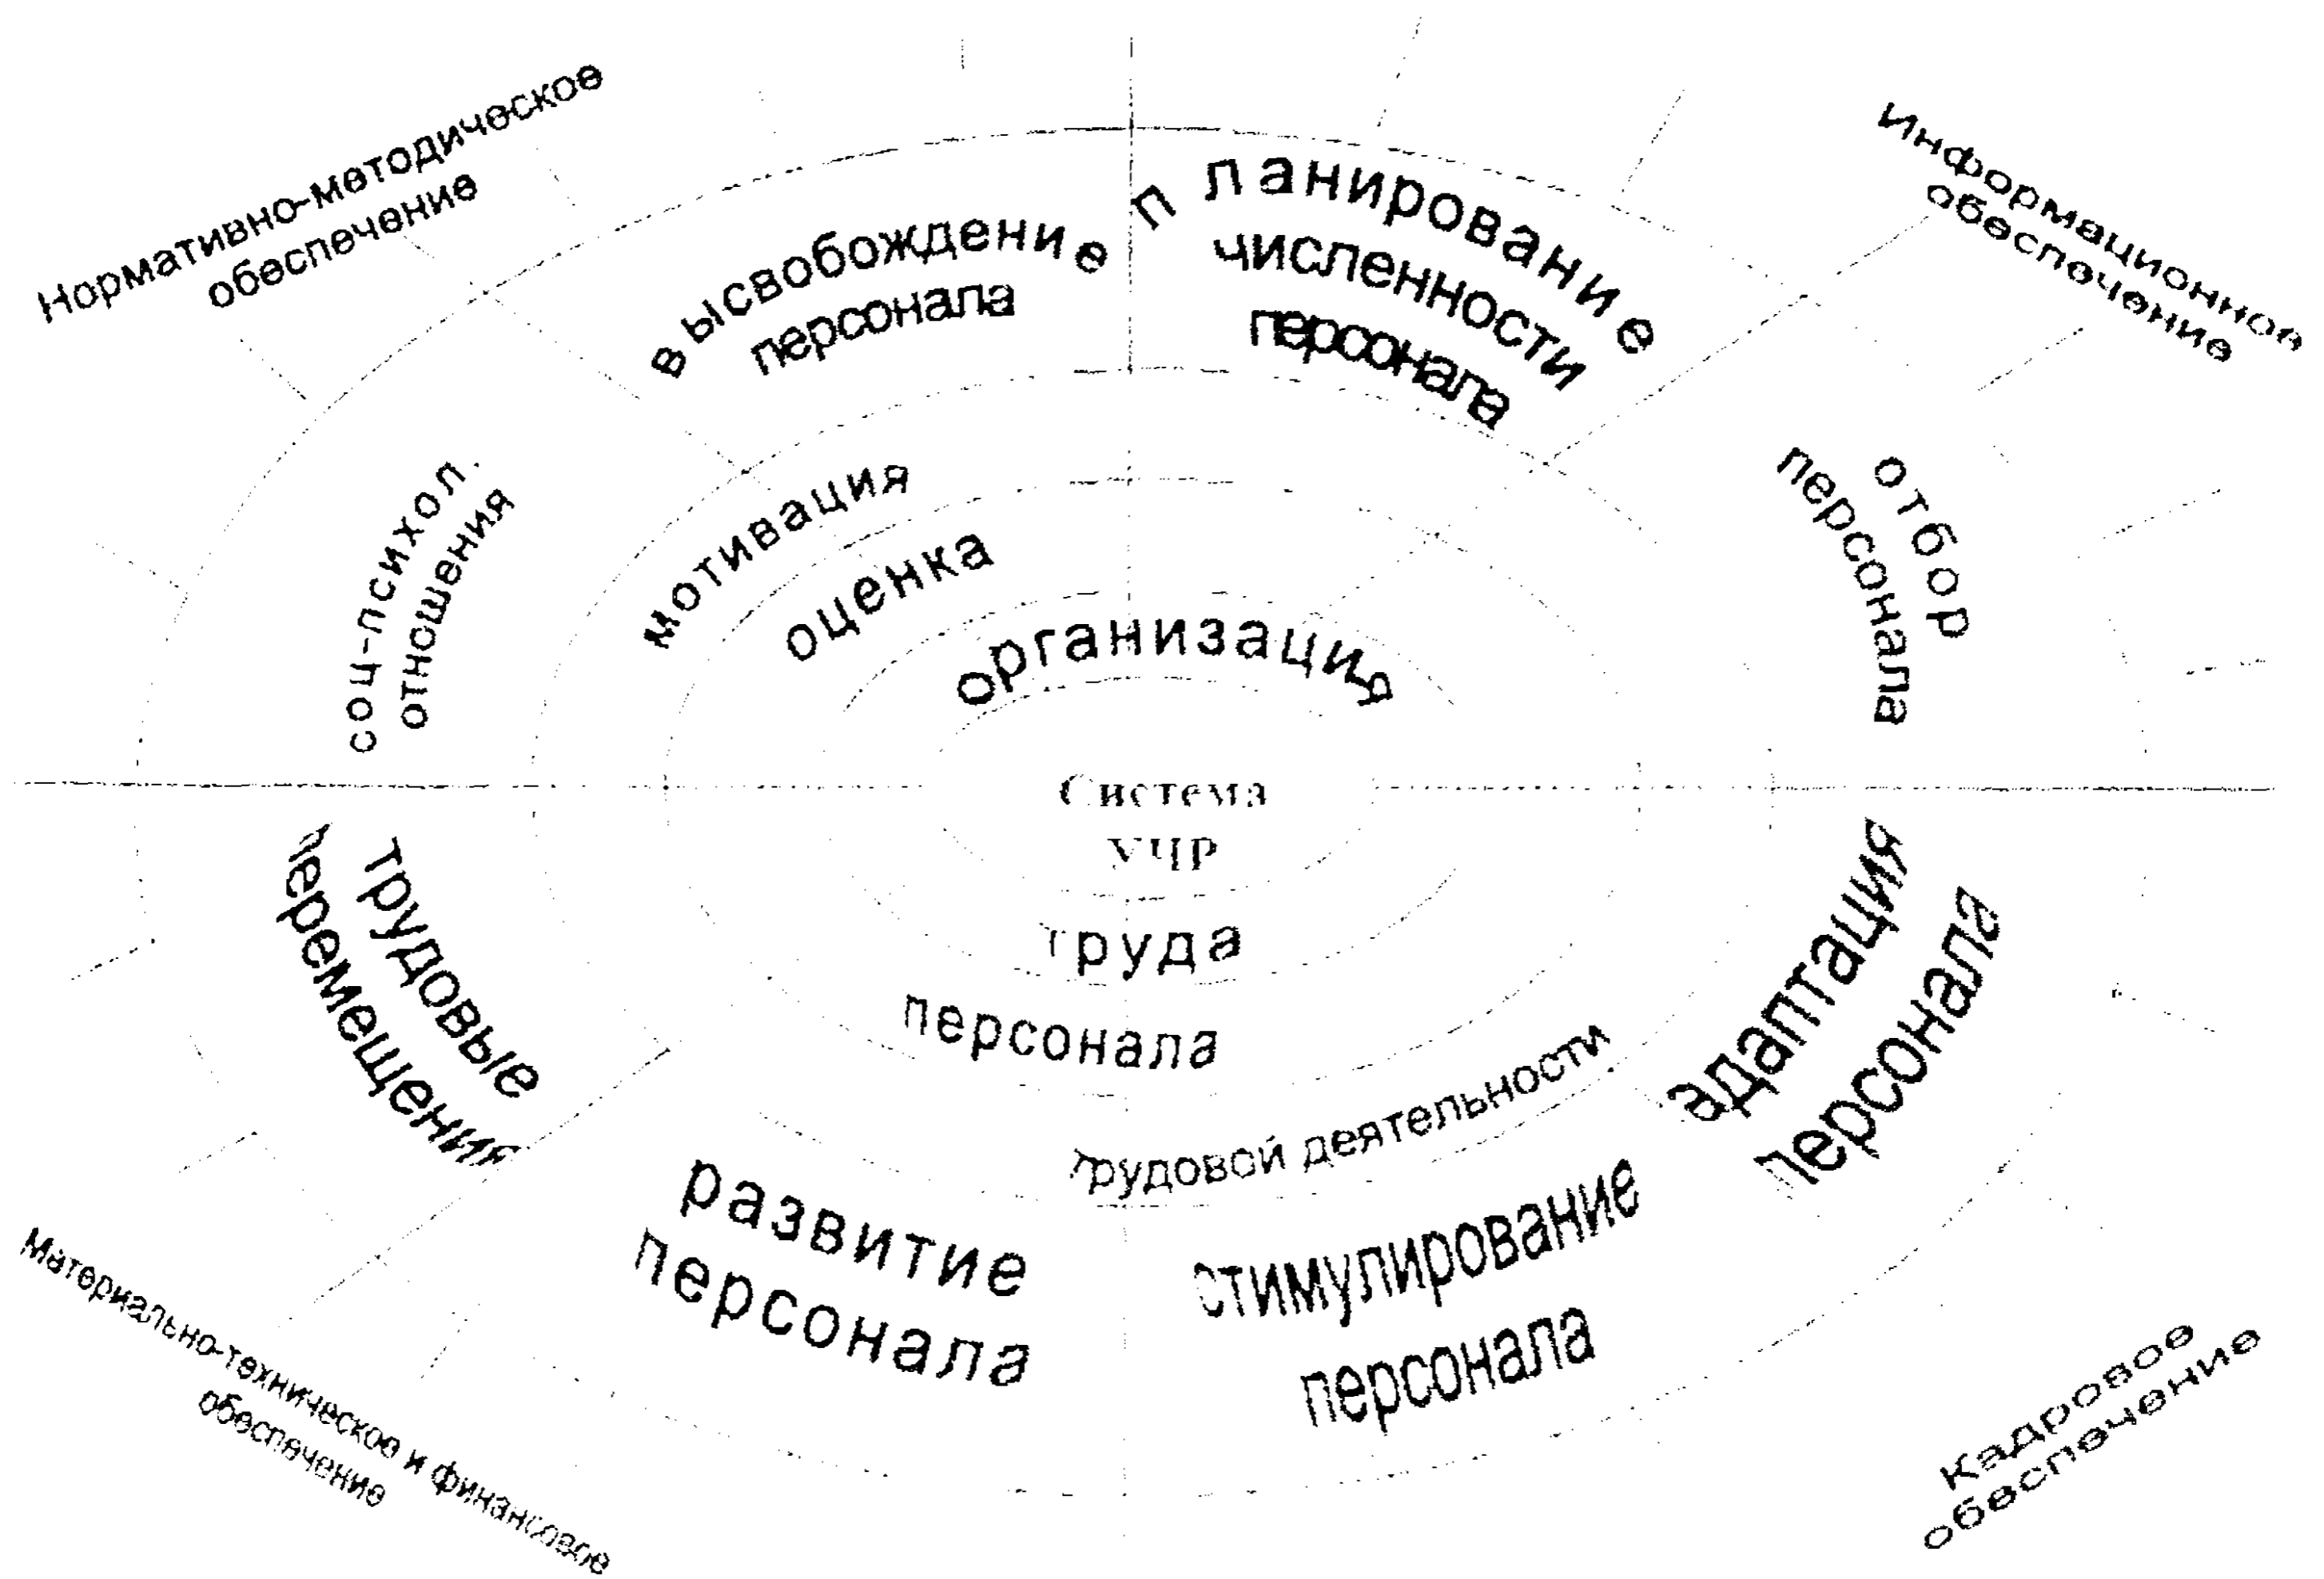 Нормативно-методическое
обеспечение
Информационное
обеспечение
высвобождение
персонала
планирование
численности
персонала
соц-психол.
отношения
отбор
персонала
мотивация
оценка
организация
Система
УЧР
труда
персонала
трудовой деятельности
трудовые
перемещения
адаптация
персонала
развитие
персонала
стимулирование
персонала
Материально-техническое и финансовое
обеспечение
Кадровое
обеспечение